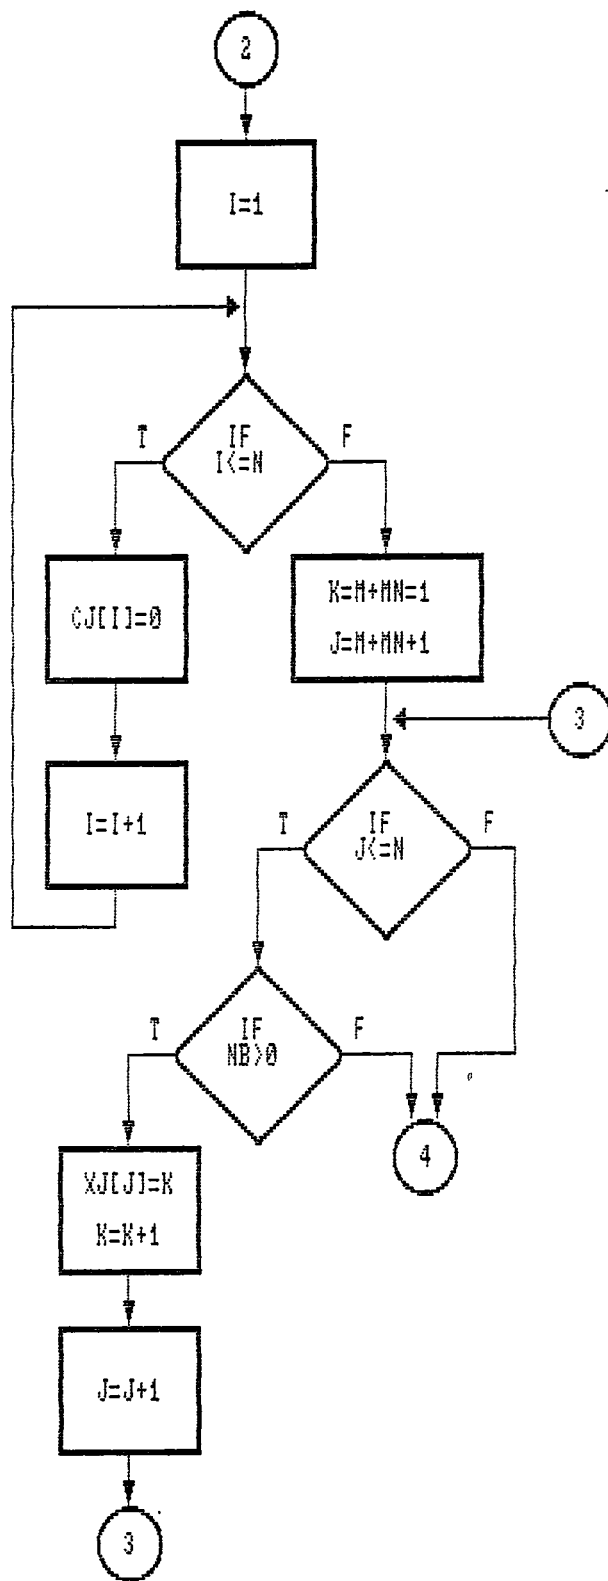 2
I=1
T
IF
F
I<=N
CJ[I]=0
K=M+MN=1
J=M+MN+1
3
I=I+1
T
IF
F
J<=N
T
IF
F
NB>0
4
XJ[J]=K
K=K+1
J=J+1
3